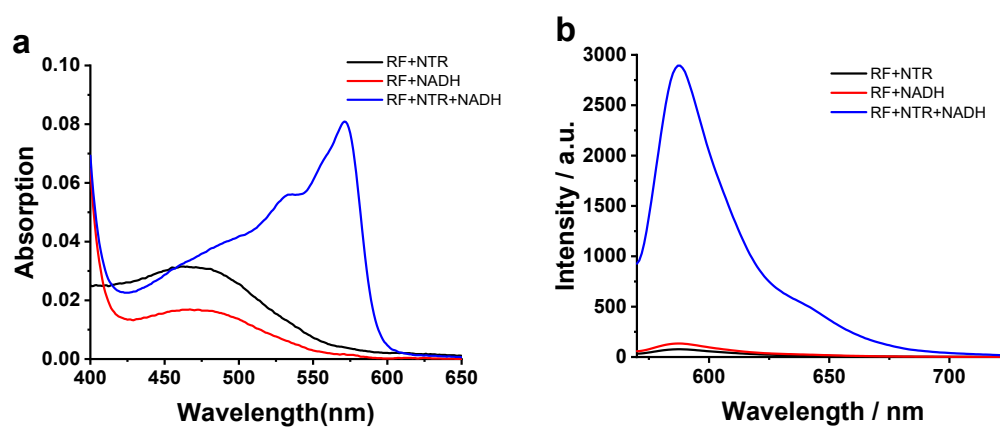 a
RF+NTR
RF+NADH
RF+NTR+NADH
0.10
0.08
0.06
0.04
0.02
0.00
Absorption
400 450 500 550 600 650
Wavelength(nm)
b
RF+NTR
RF+NADH
RF+NTR+NADH
3000
2500
2000
1500
1000
500
0
Intensity / a.u.
600 650 700
Wavelength / nm